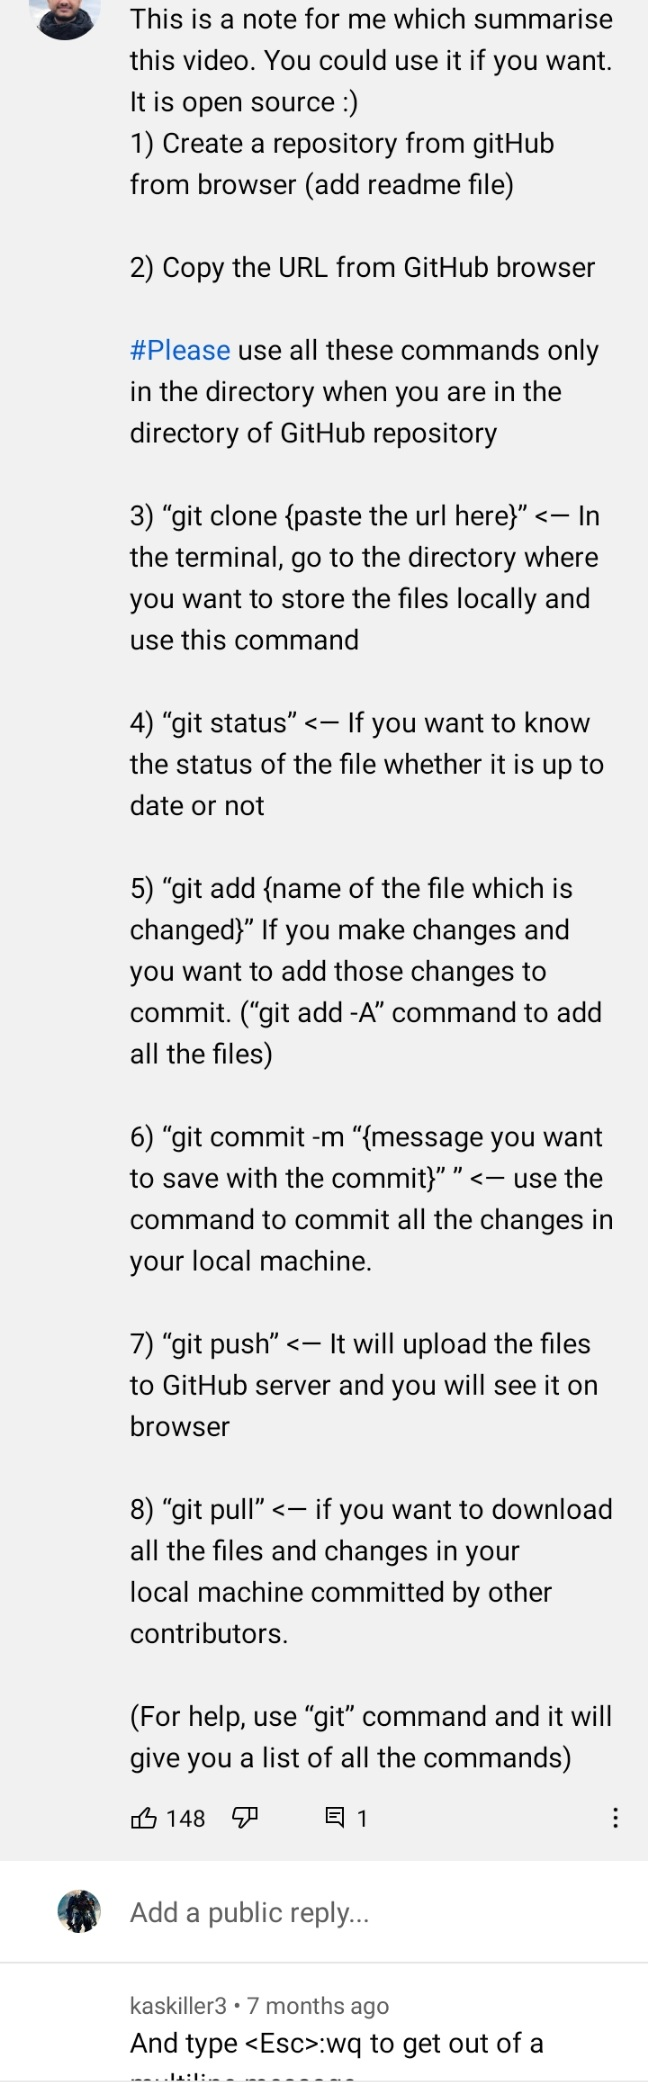 This is a note for me which summarise
this video. You could use it if you want.
It is open source :)
1) Create a repository from gitHub
from browser (add readme file)
2) Copy the URL from GitHub browser
#Please use all these commands only
in the directory when you are in the
directory of GitHub repository
3) “git clone {paste the url here}” <— In
the terminal, go to the directory where
you want to store the files locally and
use this command
4) “git status” <— If you want to know
the status of the file whether it is up to
date or not
5) “git add {name of the file which is
changed}” If you make changes and
you want to add those changes to
commit. (“git add -A” command to add
all the files)
6) “git commit -m “{message you want
to save with the commit}” ” <— use the
command to commit all the changes in
your local machine.
7) “git push” <— It will upload the files
to GitHub server and you will see it on
browser
8) “git pull” <— if you want to download
all the files and changes in your
local machine committed by other
contributors.
(For help, use “git” command and it will
give you a list of all the commands)
148 1
Add a public reply...
kaskiller3 • 7 months ago
And type <Esc>:wq to get out of a